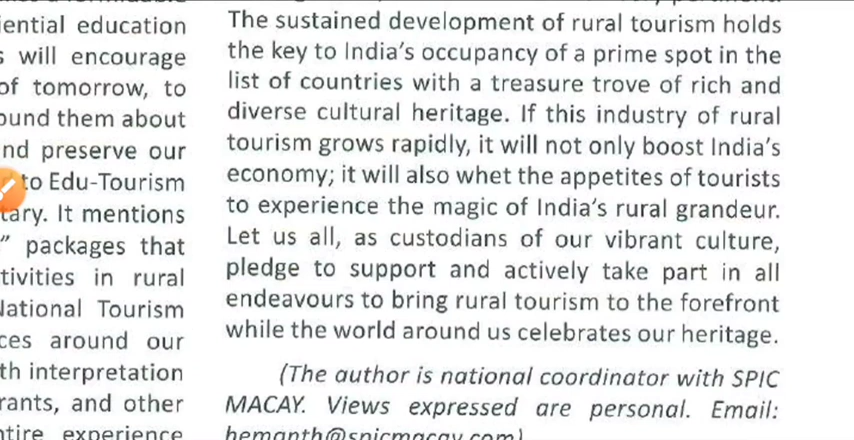 iential education
will encourage
of tomorrow, to
ound them about
nd preserve our
to Edu-Tourism
tary. It mentions
" packages that
tivities in rural
National Tourism
ces around our
th interpretation
rants, and other
ntire experience
The sustained development of rural tourism holds
the key to India's occupancy of a prime spot in the
list of countries with a treasure trove of rich and
diverse cultural heritage. If this industry of rural
tourism grows rapidly, it will not only boost India's
economy; it will also whet the appetites of tourists
to experience the magic of India's rural grandeur.
Let us all, as custodians of our vibrant culture,
pledge to support and actively take part in all
endeavours to bring rural tourism to the forefront
while the world around us celebrates our heritage.
(The author is national coordinator with SPIC
MACAY. Views expressed are personal. Email:
hemanth@spicmacay.com)